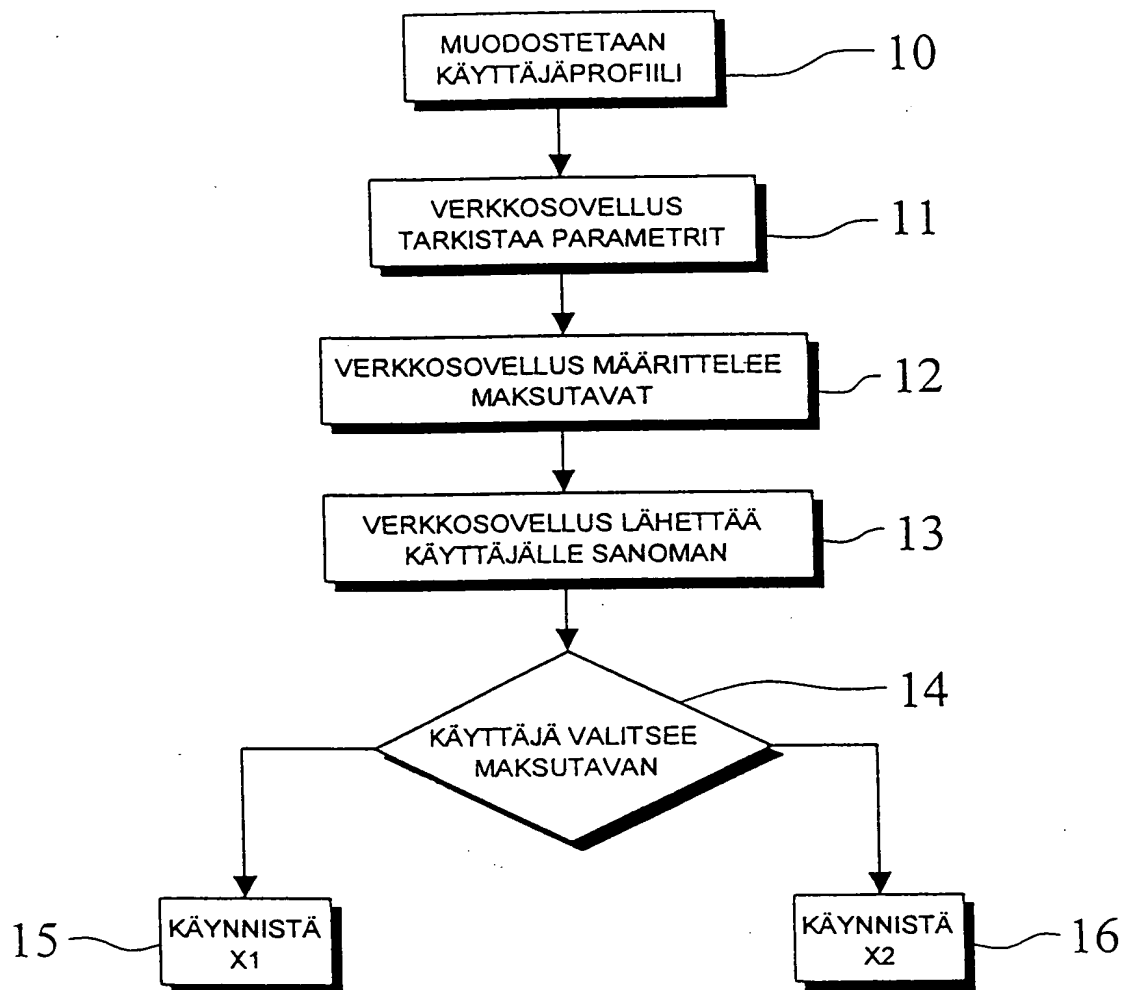 MUODOSTETAAN
KÄYTTÄJÄPROFIILI
10
VERKKOSOVELLUS
TARKISTAA PARAMETRIT
11
VERKKOSOVELLUS MÄÄRITTELEE
MAKSUTAVAT
12
VERKKOSOVELLUS LÄHETTÄÄ
KÄYTTÄJÄLLE SANOMAN
13
14
KÄYTTÄJÄ VALITSEE
MAKSUTAVAN
15
KÄYNNISTÄ
X1
KÄYNNISTÄ
X2
16